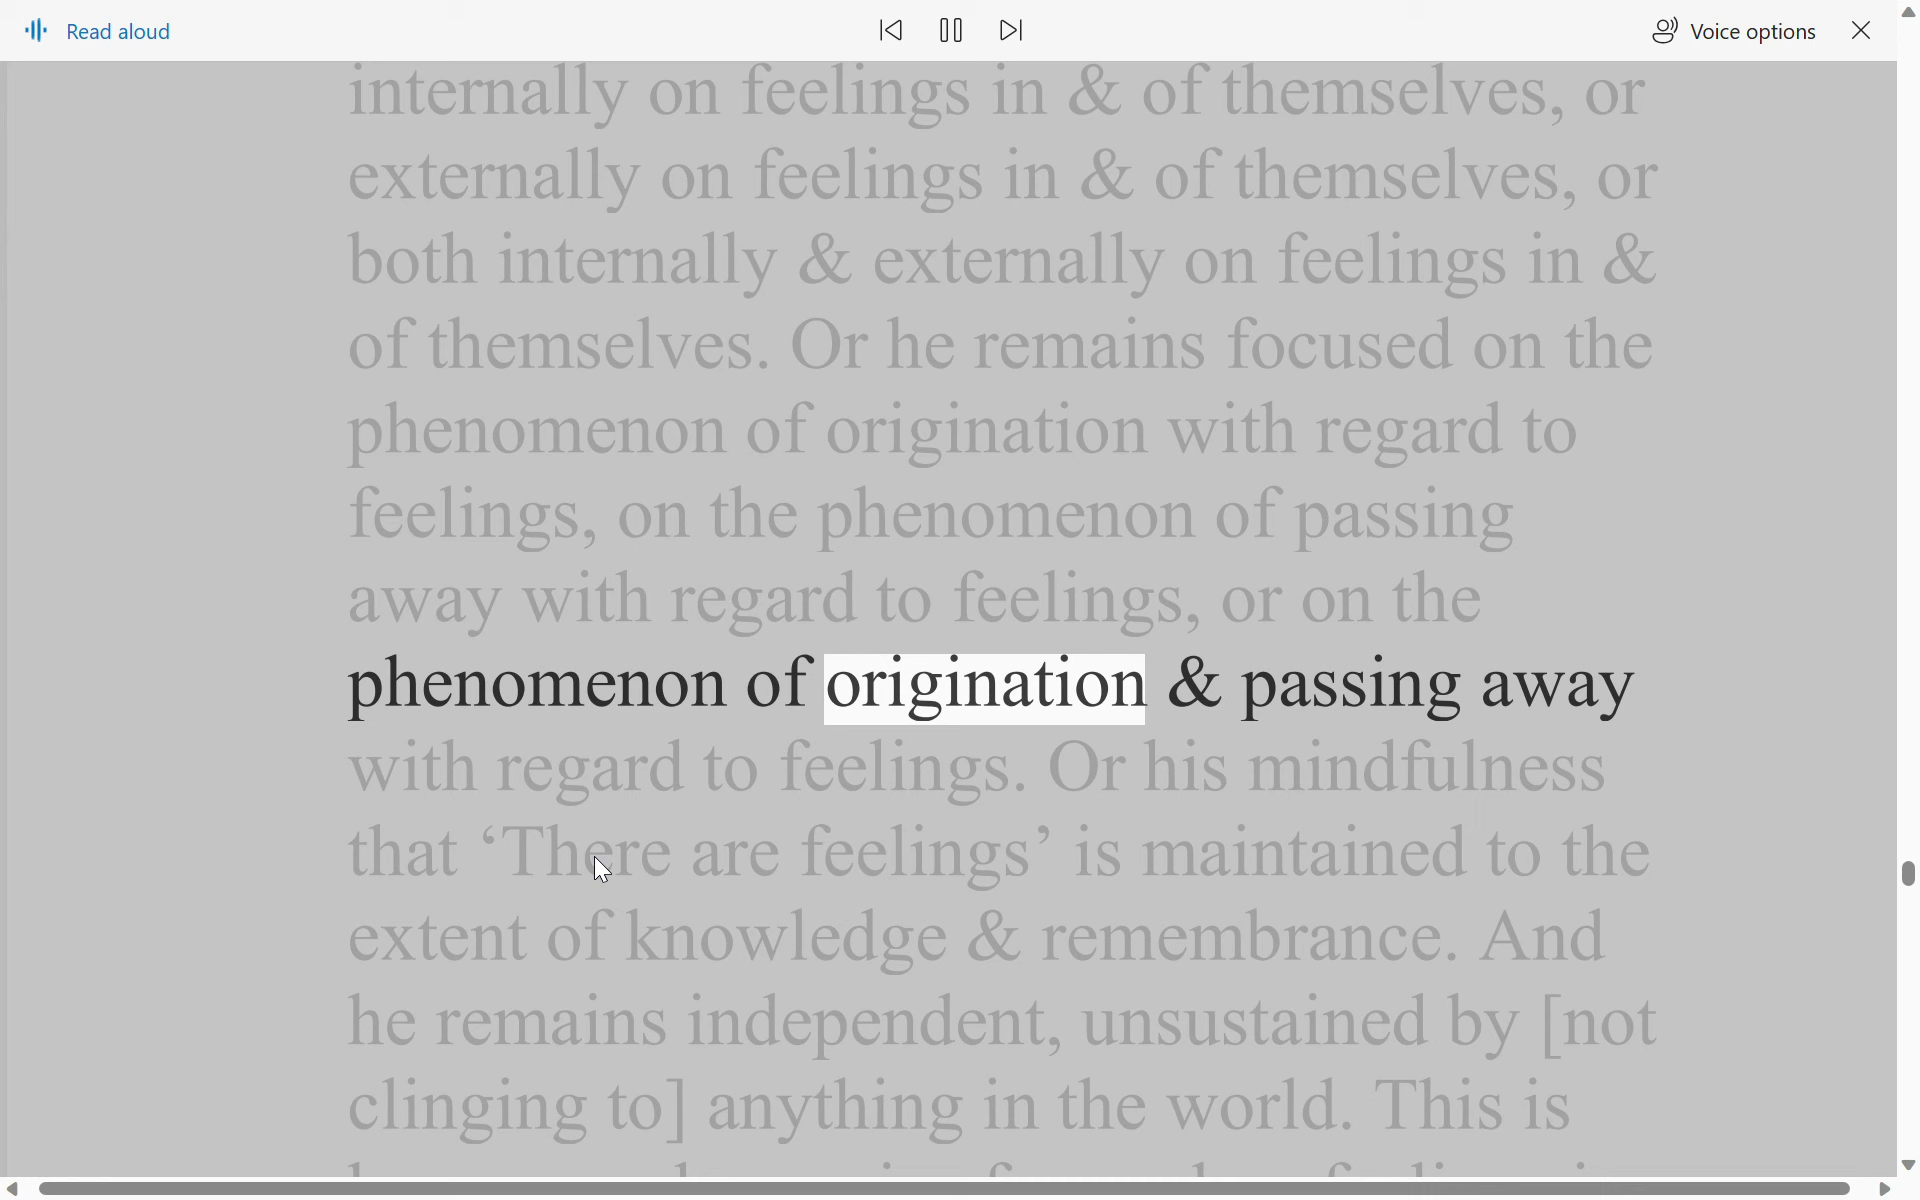 Read aloud
Voice options
internally on feelings in & of themselves, or
externally on feelings in & of themselves, or
both internally & externally on feelings in &
of themselves. Or he remains focused on the
phenomenon of origination with regard to
feelings, on the phenomenon of passing
away with regard to feelings, or on the
phenomenon of origination & passing away
with regard to feelings. Or his mindfulness
that ‘There are feelings’ is maintained to the
extent of knowledge & remembrance. And
he remains independent, unsustained by [not
clinging to] anything in the world. This is